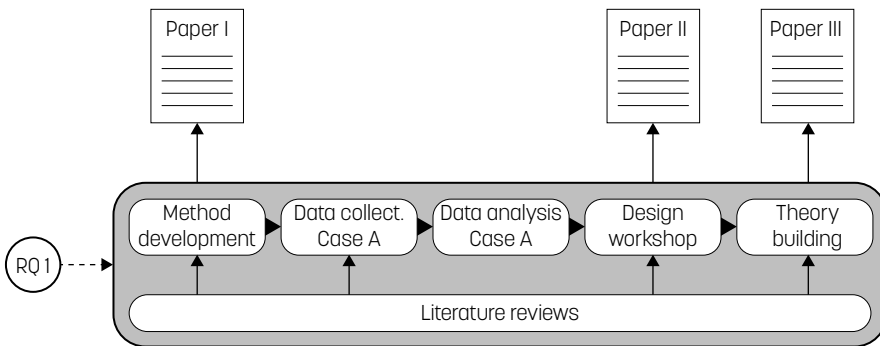 Paper I
Paper II
Paper III
Method
development
Data collect.
Case A
Data analysis
Case A
Design
workshop
Theory
building
RQ 1
Literature reviews